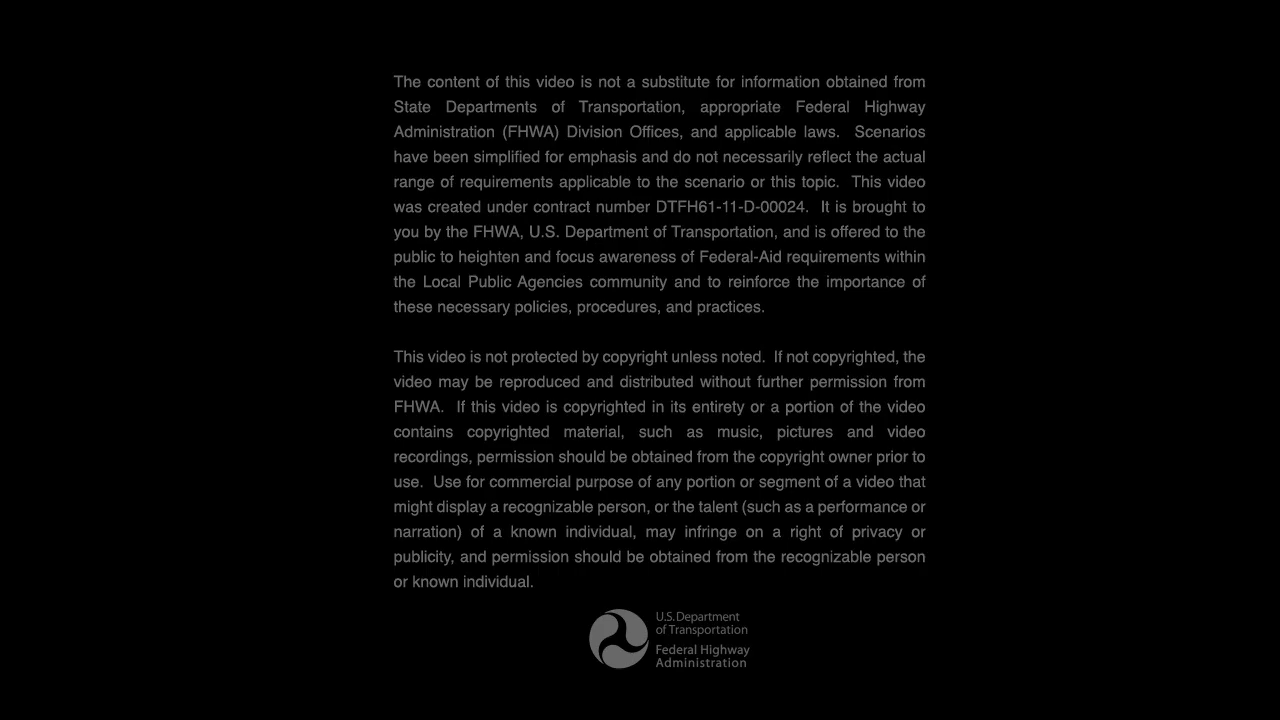 The content of this video is not a substitute for information obtained from
State Departments of Transportation, appropriate Federal Highway
Administration (FHWA) Division Offices, and applicable laws. Scenarios
have been simplified for emphasis and do not necessarily reflect the actual
range of requirements applicable to the scenario or this topic. This video
was created under contract number DTFH61-11-D-00024. It is brought to
you by the FHWA, U.S. Department of Transportation, and is offered to the
public to heighten and focus awareness of Federal-Aid requirements within
the Local Public Agencies community and to reinforce the importance of
these necessary policies, procedures, and practices.
This video is not protected by copyright unless noted. If not copyrighted, the
video may be reproduced and distributed without further permission from
FHWA. If this video is copyrighted in its entirety or a portion of the video
contains copyrighted material, such as music, pictures and video
recordings, permission should be obtained from the copyright owner prior to
use. Use for commercial purpose of any portion or segment of a video that
might display a recognizable person, or the talent (such as a performance or
narration) of a known individual, may infringe on a right of privacy or
publicity, and permission should be obtained from the recognizable person
or known individual.
U.S. Department
of Transportation
Federal Highway
Administration